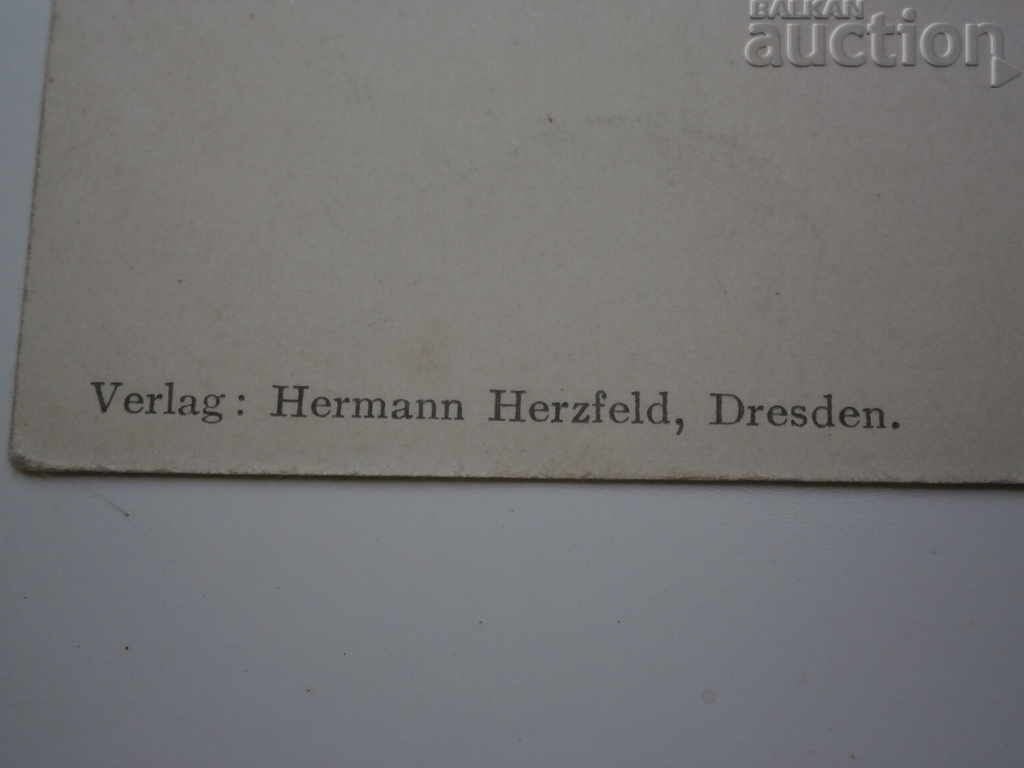 BALKAN
auction
Verlag: Hermann Herzfeld, Dresden.